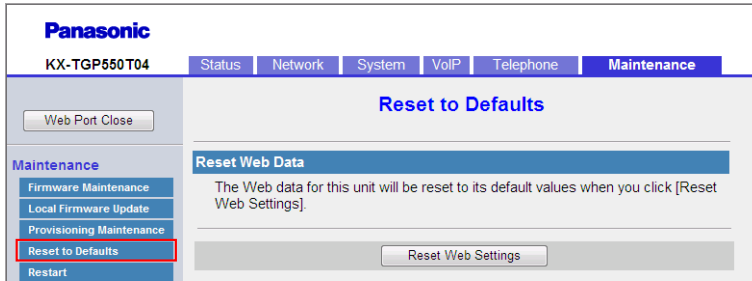 Panasonic
KX-TGP550T04
Status Network System VoIP Telephone Maintenance
Web Port Close
Maintenance
Firmware Maintenance
Local Firmware Update
Provisioning Maintenance
Reset to Defaults
Restart
Reset to Defaults
Reset Web Data
The Web data for this unit will be reset to its default values when you click [Reset
Web Settings].
Reset Web Settings